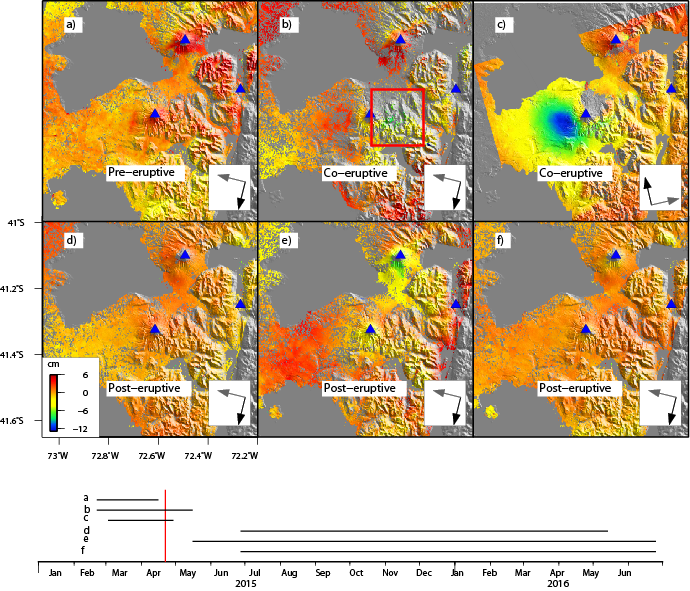 a)
b)
c)
Pre–eruptive
Co–eruptive
Co–eruptive
41°S
d)
e)
f)
41.2°S
41.4°S
41.6°S
cm
6
0
−6
−12
Post–eruptive
Post–eruptive
Post–eruptive
73°W
72.8°W
72.6°W
72.4°W
72.2°W
a
b
c
d
e
f
Jan Feb Mar Apr May Jun Jul Aug Sep Oct Nov Dec Jan Feb Mar Apr May Jun
2015 2016